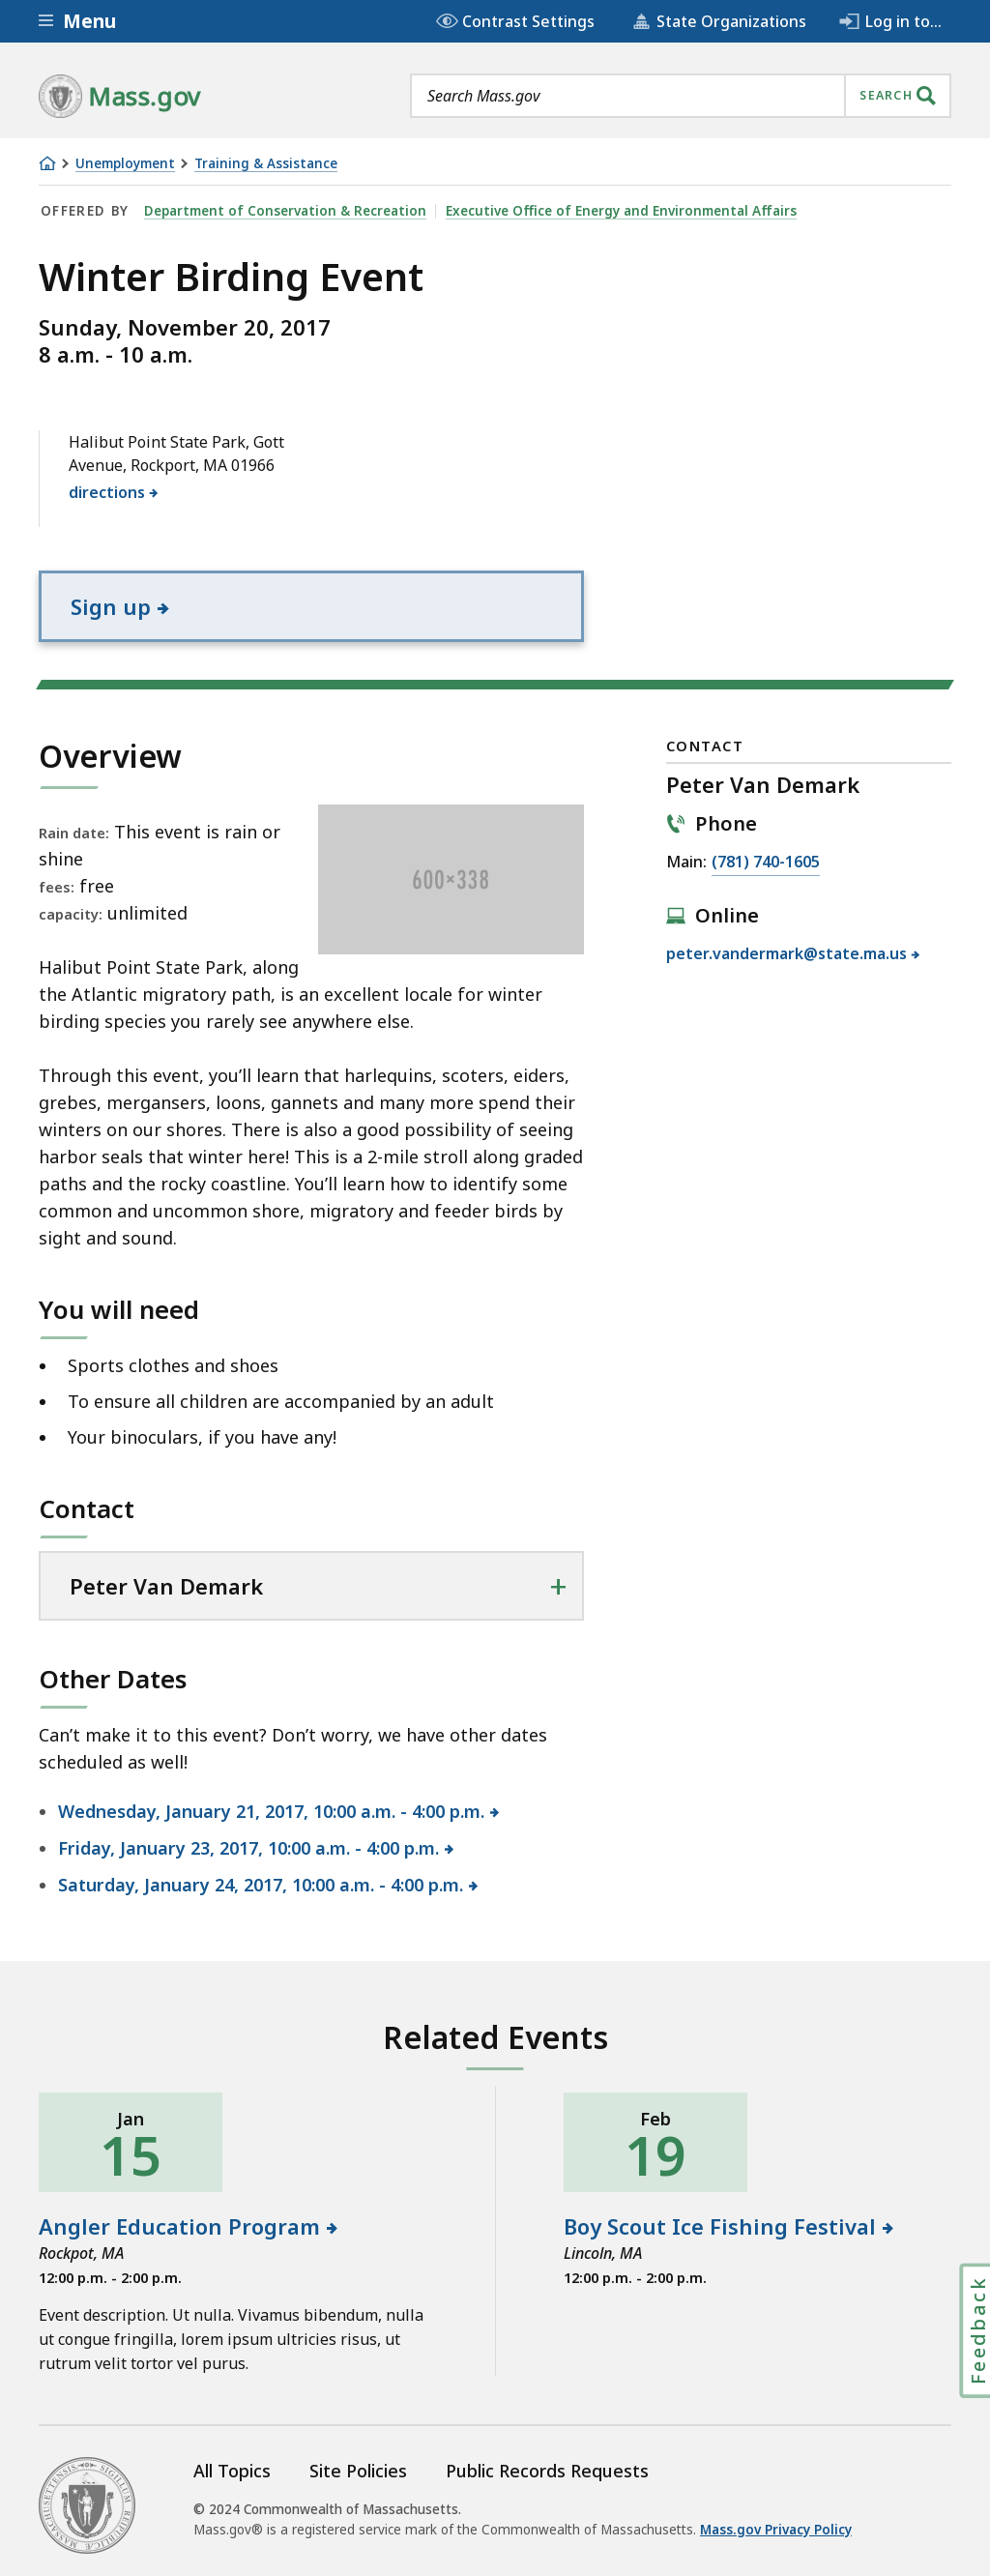 Menu
Contrast Settings
State Organizations
Log in to...
Mass.gov
Search Mass.gov
SEARCH
Unemployment
Training & Assistance
OFFERED BY
Department of Conservation & Recreation
Executive Office of Energy and Environmental Affairs
Winter Birding Event
Sunday, November 20, 2017
8 a.m. - 10 a.m.
Halibut Point State Park, Gott
Avenue, Rockport, MA 01966
directions
Sign up
Overview
Rain date: This event is rain or
shine
fees: free
capacity: unlimited
600×338
Halibut Point State Park, along
the Atlantic migratory path, is an excellent locale for winter
birding species you rarely see anywhere else.
Through this event, you’ll learn that harlequins, scoters, eiders,
grebes, mergansers, loons, gannets and many more spend their
winters on our shores. There is also a good possibility of seeing
harbor seals that winter here! This is a 2-mile stroll along graded
paths and the rocky coastline. You’ll learn how to identify some
common and uncommon shore, migratory and feeder birds by
sight and sound.
You will need
Sports clothes and shoes
To ensure all children are accompanied by an adult
Your binoculars, if you have any!
Contact
Peter Van Demark
Other Dates
Can’t make it to this event? Don’t worry, we have other dates
scheduled as well!
Wednesday, January 21, 2017, 10:00 a.m. - 4:00 p.m.
Friday, January 23, 2017, 10:00 a.m. - 4:00 p.m.
Saturday, January 24, 2017, 10:00 a.m. - 4:00 p.m.
CONTACT
Peter Van Demark
Phone
Main: (781) 740-1605
Online
peter.vandermark@state.ma.us
Related Events
Jan
15
Angler Education Program
Rockpot, MA
12:00 p.m. - 2:00 p.m.
Event description. Ut nulla. Vivamus bibendum, nulla
ut congue fringilla, lorem ipsum ultricies risus, ut
rutrum velit tortor vel purus.
Feb
19
Boy Scout Ice Fishing Festival
Lincoln, MA
12:00 p.m. - 2:00 p.m.
Feedback
All Topics
Site Policies
Public Records Requests
© 2024 Commonwealth of Massachusetts.
Mass.gov® is a registered service mark of the Commonwealth of Massachusetts. Mass.gov Privacy Policy